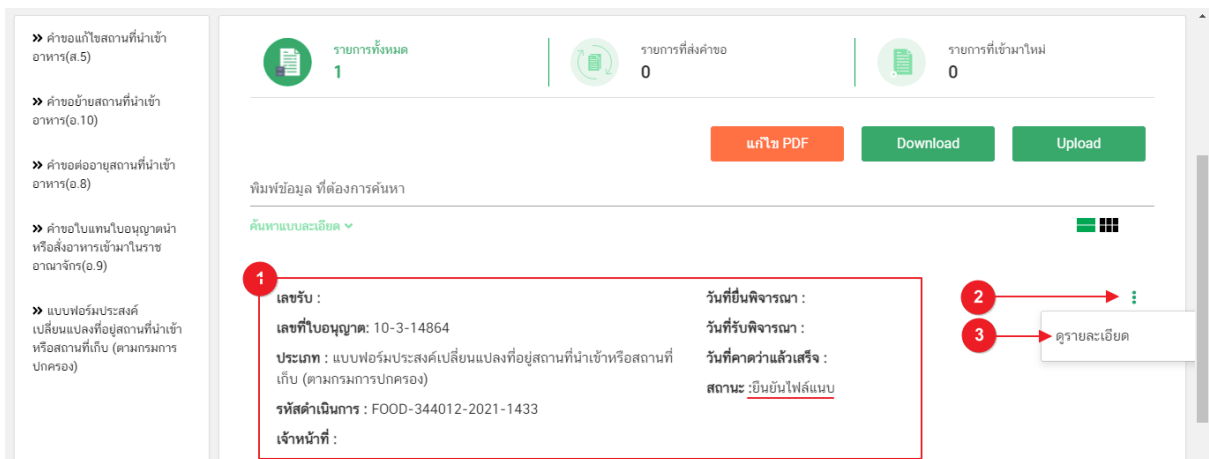 » คำขอแก้ไขสถานที่นำเข้า
อาหาร(ส.5)
» คำขอย้ายสถานที่นำเข้า
อาหาร(อ.10)
» คำขอต่ออายุสถานที่นำเข้า
อาหาร(อ.8)
» คำขอใบแทนใบอนุญาตนำ
หรือสั่งอาหารเข้ามาในราช
อาณาจักร(อ.9)
» แบบฟอร์มประสงค์
เปลี่ยนแปลงที่อยู่สถานที่นำเข้า
หรือสถานที่เก็บ (ตามกรมการ
ปกครอง)
รายการทั้งหมด
1
รายการที่ส่งคำขอ
0
รายการที่เข้ามาใหม่
0
แก้ไข PDF
Download
Upload
พิมพ์ข้อมูล ที่ต้องการค้นหา
ค้นหาแบบละเอียด
1
เลขรับ :
เลขที่ใบอนุญาต: 10-3-14864
ประเภท : แบบฟอร์มประสงค์เปลี่ยนแปลงที่อยู่สถานที่นำเข้าหรือสถานที่
เก็บ (ตามกรมการปกครอง)
รหัสดำเนินการ : FOOD-344012-2021-1433
เจ้าหน้าที่ :
วันที่ยื่นพิจารณา :
วันที่รับพิจารณา :
วันที่คาดว่าแล้วเสร็จ :
สถานะ :ยืนยันไฟล์แนบ
2
3
ดูรายละเอียด